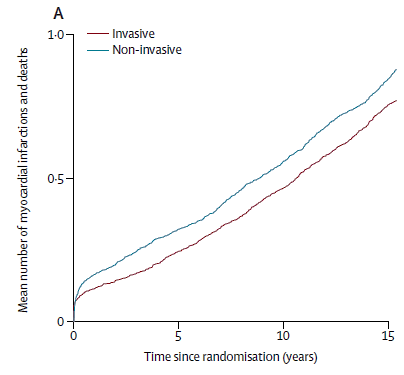 A
1·0
Invasive
Non-invasive
0·5
0
Mean number of myocardial infarctions and deaths
0
5
10
15
Time since randomisation (years)